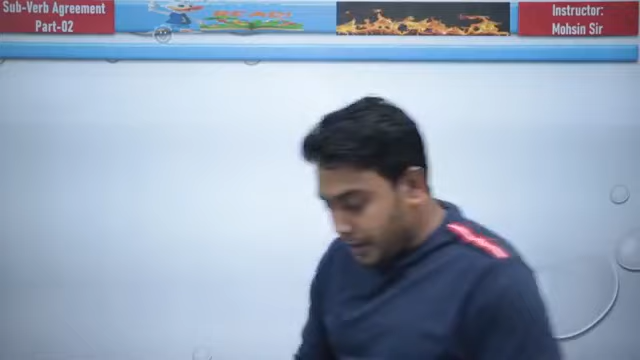 Sub-Verb Agreement
Part-02
Instructor:
Mohsin Sir